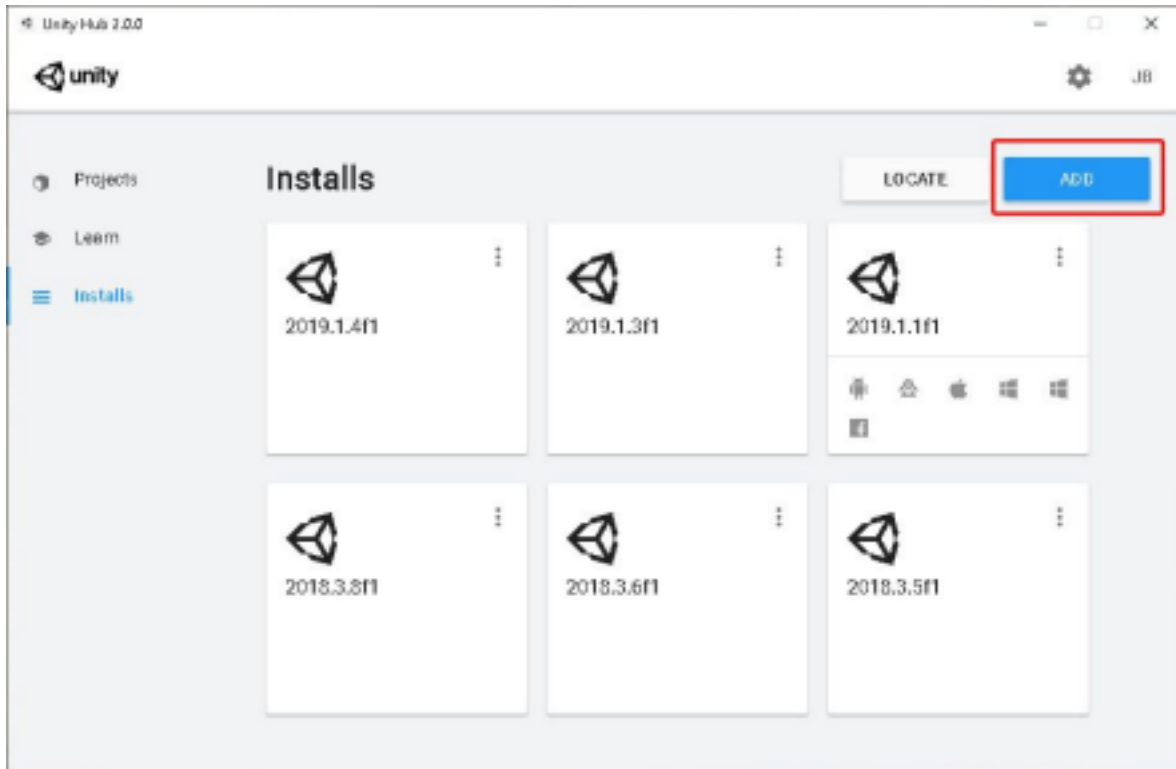 Unity Hub 2.0.0
unity
JB
Projects
Learn
Installs
Installs
LOCATE
ADD
2019.1.4f1
2019.1.3f1
2019.1.1f1
2018.3.8f1
2018.3.6f1
2018.3.5f1